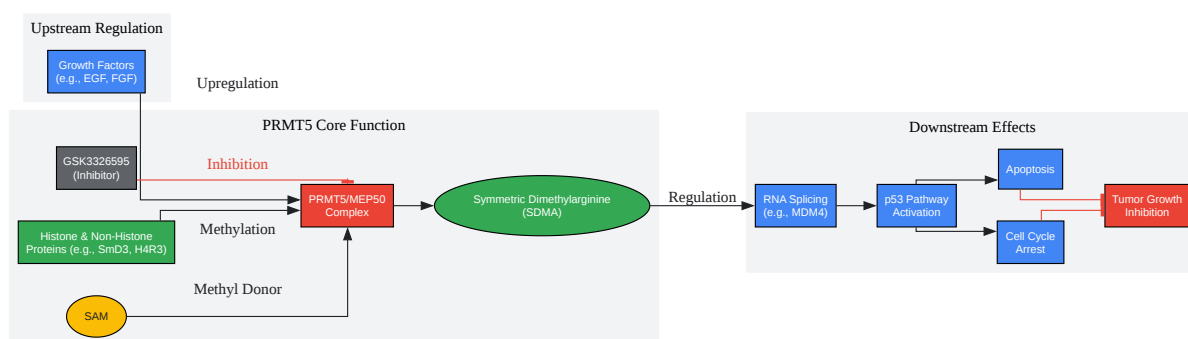 Upstream Regulation
Growth Factors
(e.g., EGF, FGF)
Upregulation
PRMT5 Core Function
GSK3326595
(Inhibitor)
Inhibition
PRMT5/MEP50
Complex
Histone & Non-Histone
Proteins (e.g., SmD3, H4R3)
Methylation
Methyl Donor
SAM
Symmetric Dimethylarginine
(SDMA)
Regulation
Downstream Effects
RNA Splicing
(e.g., MDM4)
p53 Pathway
Activation
Apoptosis
Cell Cycle
Arrest
Tumor Growth
Inhibition